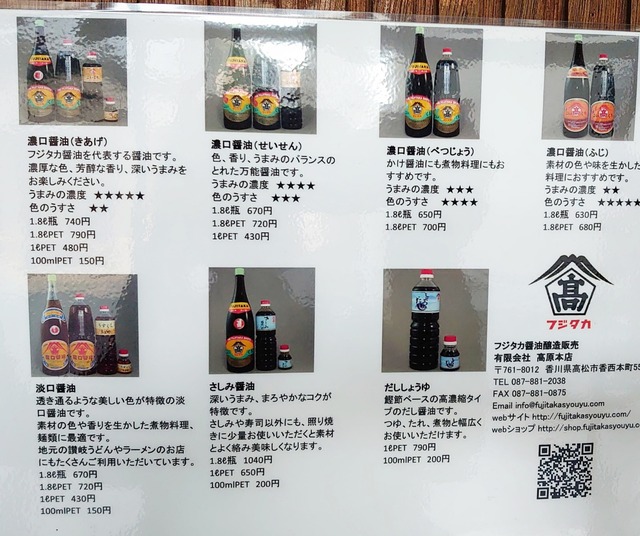 濃口醤油(きあげ)
フジタカ醤油を代表する醤油です。
濃厚な色、芳醇な香り、深いうまみを
お楽しみください。
うまみの濃度 ★★★★★
色のうすさ ★★
1.8ℓ瓶 740円
1.8ℓPET 790円
1ℓPET 480円
100mlPET 150円
濃口醤油(せいせん)
色、香り、うまみのバランスの
とれた万能醤油です。
うまみの濃度 ★★★★
色のうすさ ★★★
1.8ℓ瓶 670円
1.8ℓPET 720円
1ℓPET 430円
濃口醤油(べつじょう)
かけ醤油にも煮物料理にもお
すすめです。
うまみの濃度 ★★★
色のうすさ ★★★★
1.8ℓ瓶 650円
1.8ℓPET 700円
濃口醤油(ふじ)
素材の色や味を生かした
料理におすすめです。
うまみの濃度 ★★
色のうすさ ★★★★★
1.8ℓ瓶 630円
1.8ℓPET 680円
淡口醤油
透き通るような美しい色が特徴の淡
口醤油です。
素材の色や香りを生かした煮物料理、
麺類に最適です。
地元の讃岐うどんやラーメンのお店
にもたくさんご利用いただいています。
1.8ℓ瓶 670円
1.8ℓPET 720円
1ℓPET 430円
100mlPET 150円
さしみ醤油
深いうまみ、まろやかなコクが
特徴です。
さしみや寿司以外にも、照り焼
きに少量お使いいただくと素材
とよく絡み美味しくなります。
1.8ℓ瓶 1040円
1ℓPET 650円
100mlPET 200円
だししょうゆ
鰹節ベースの高濃縮タイ
プのだし醤油です。
つゆ、たれ、煮物と幅広く
お使いいただけます。
1ℓPET 790円
100mlPET 200円
髙
フジタカ
フジタカ醤油醸造販売
有限会社 高原本店
〒761-8012 香川県高松市香西本町55
TEL 087-881-2038
FAX 087-881-0875
Email info@fujitakasyouyu.com
webサイト http://fujitakasyouyu.com/
webショップ http://shop.fujitakasyouyu.co